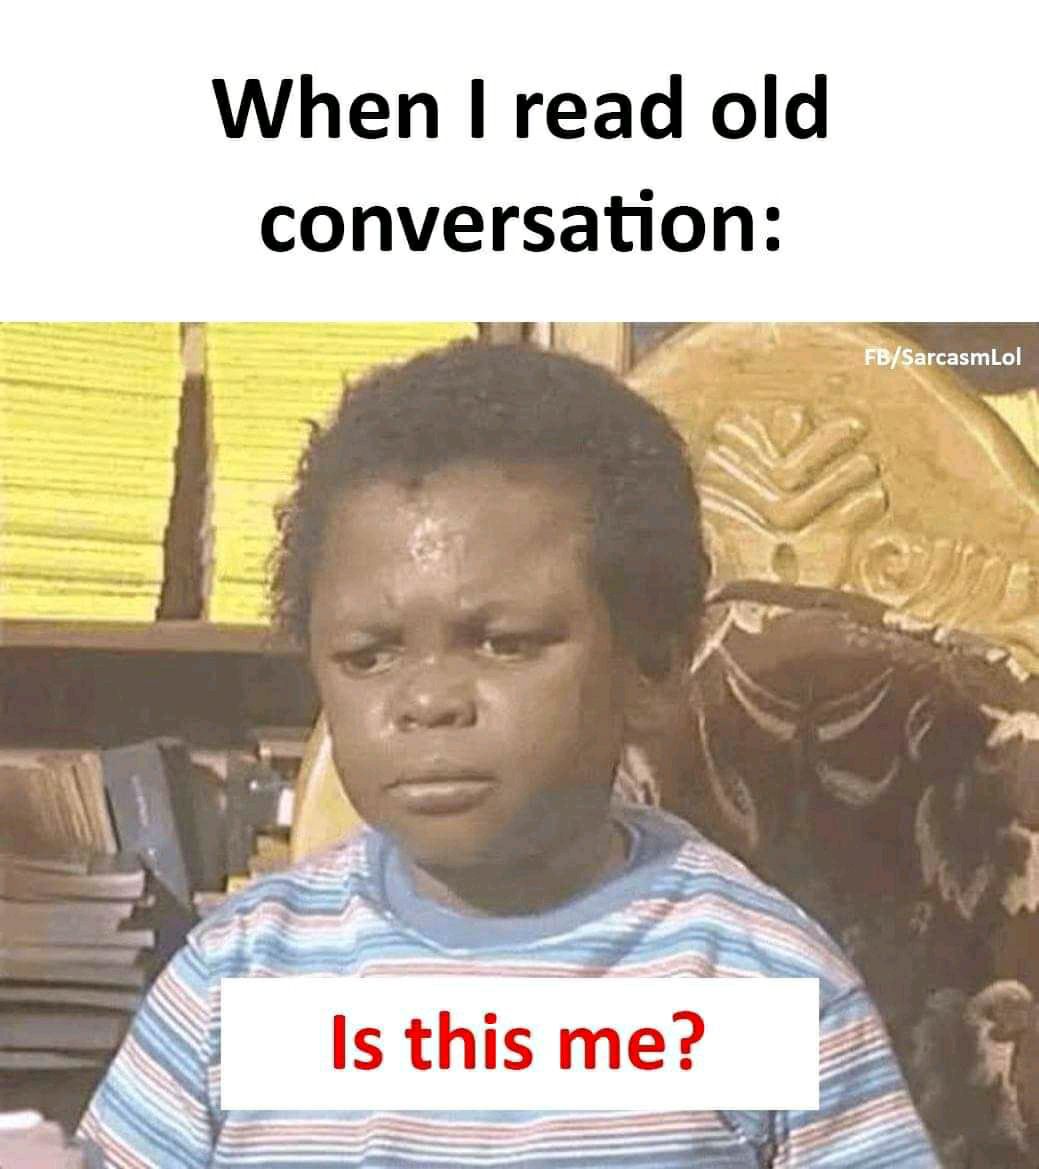 When I read old
conversation:
FB/SarcasmLol
Is this me?